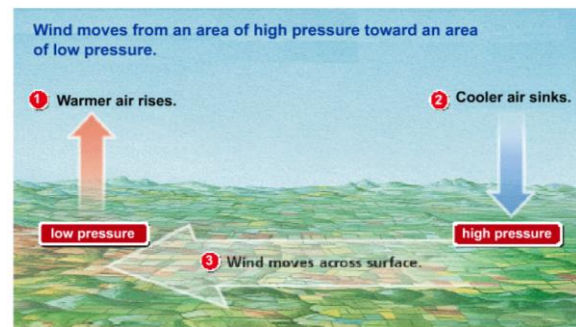 Wind moves from an area of high pressure toward an area
of low pressure.
1 Warmer air rises.
2 Cooler air sinks.
low pressure
high pressure
3 Wind moves across surface.